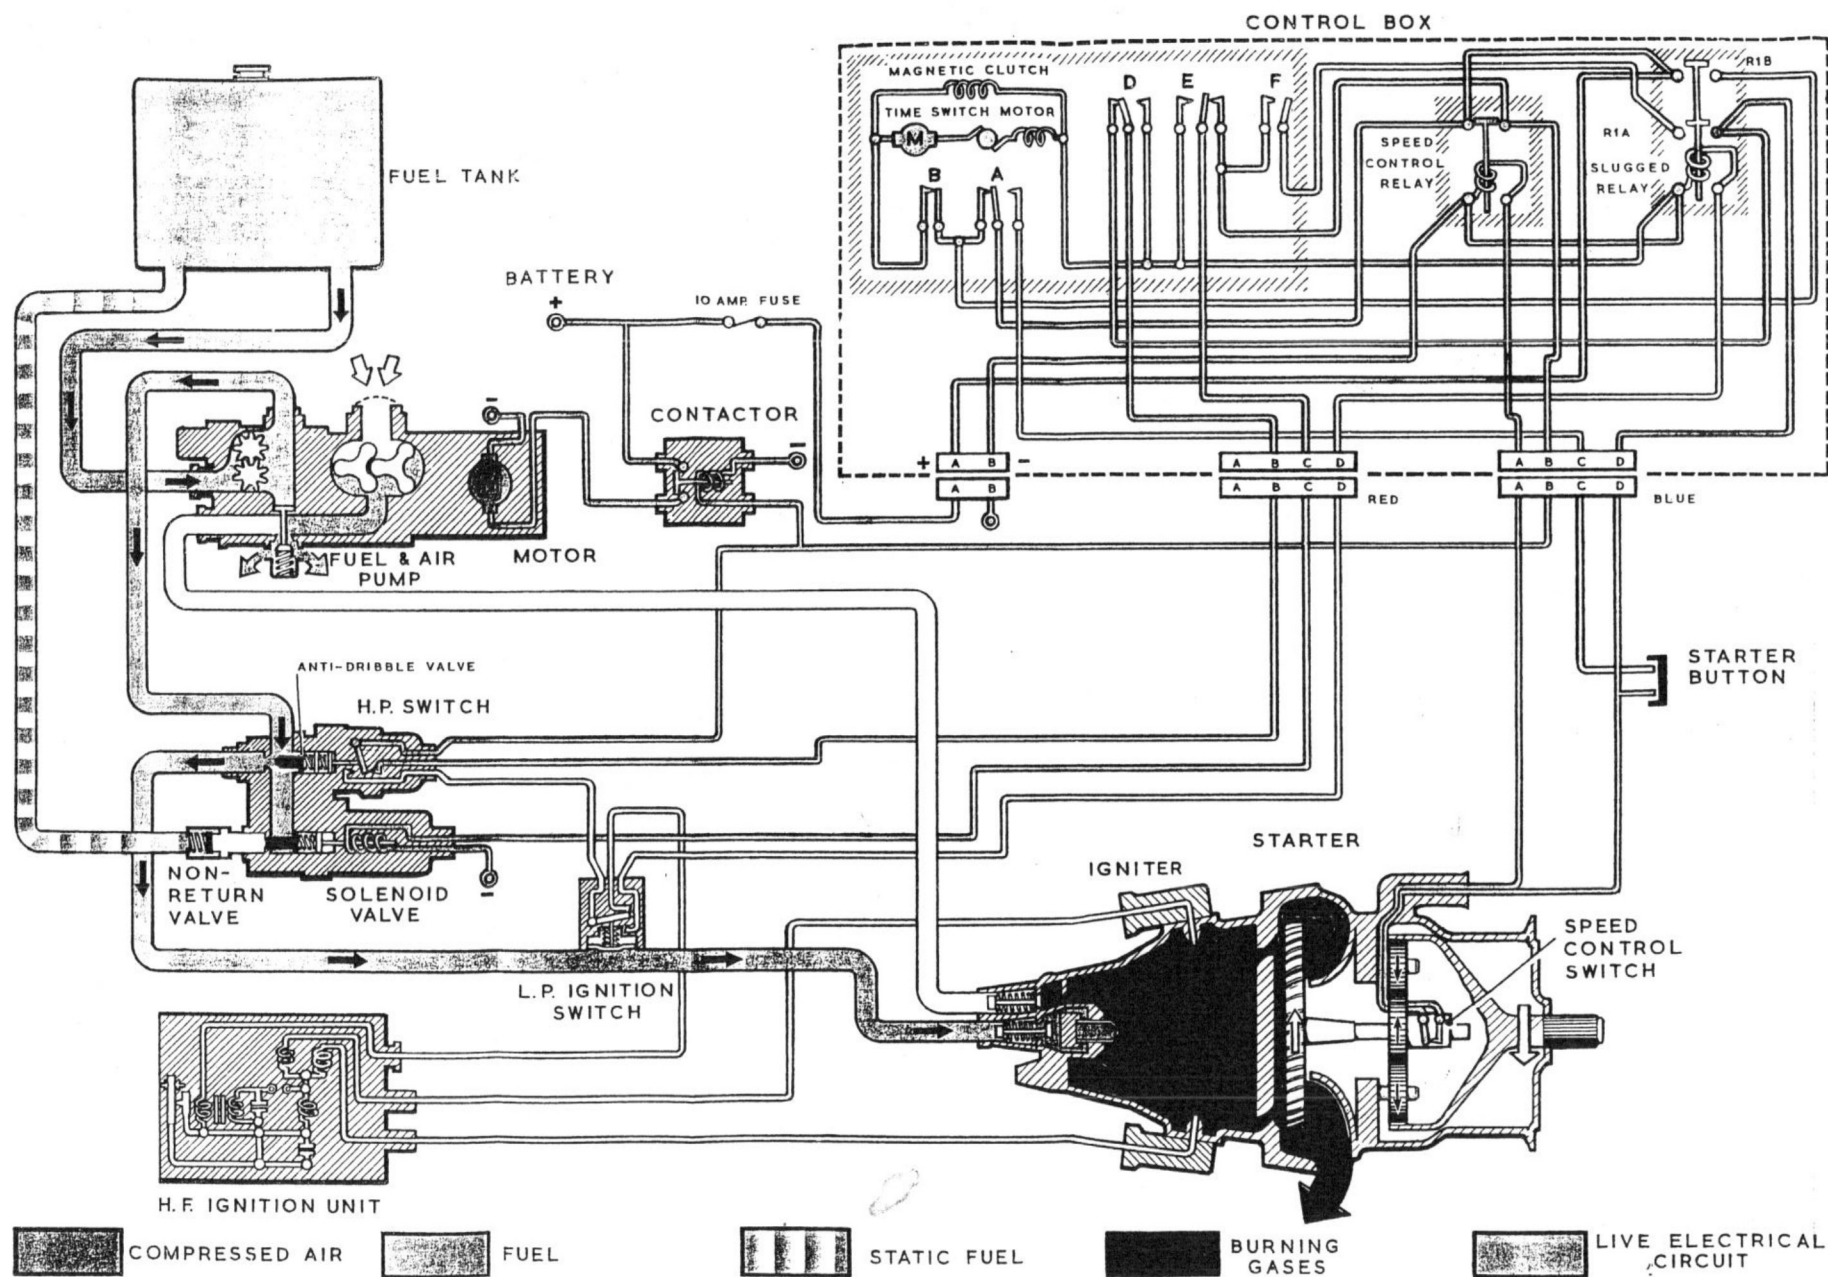 CONTROL BOX
MAGNETIC CLUTCH
TIME SWITCH MOTOR
M
D E F
B A
R1B
R1A
SPEED
CONTROL
RELAY
SLUGGED
RELAY
FUEL TANK
BATTERY
+
10 AMP. FUSE
CONTACTOR
−
−
+ A B −
A B
A B C D
A B C D
RED
A B C D
A B C D
BLUE
FUEL & AIR
PUMP
MOTOR
STARTER
BUTTON
ANTI-DRIBBLE VALVE
H.P. SWITCH
NON-
RETURN
VALVE
SOLENOID
VALVE
−
L.P. IGNITION
SWITCH
IGNITER
STARTER
SPEED
CONTROL
SWITCH
H.F. IGNITION UNIT
COMPRESSED AIR
FUEL
STATIC FUEL
BURNING
GASES
LIVE ELECTRICAL
CIRCUIT